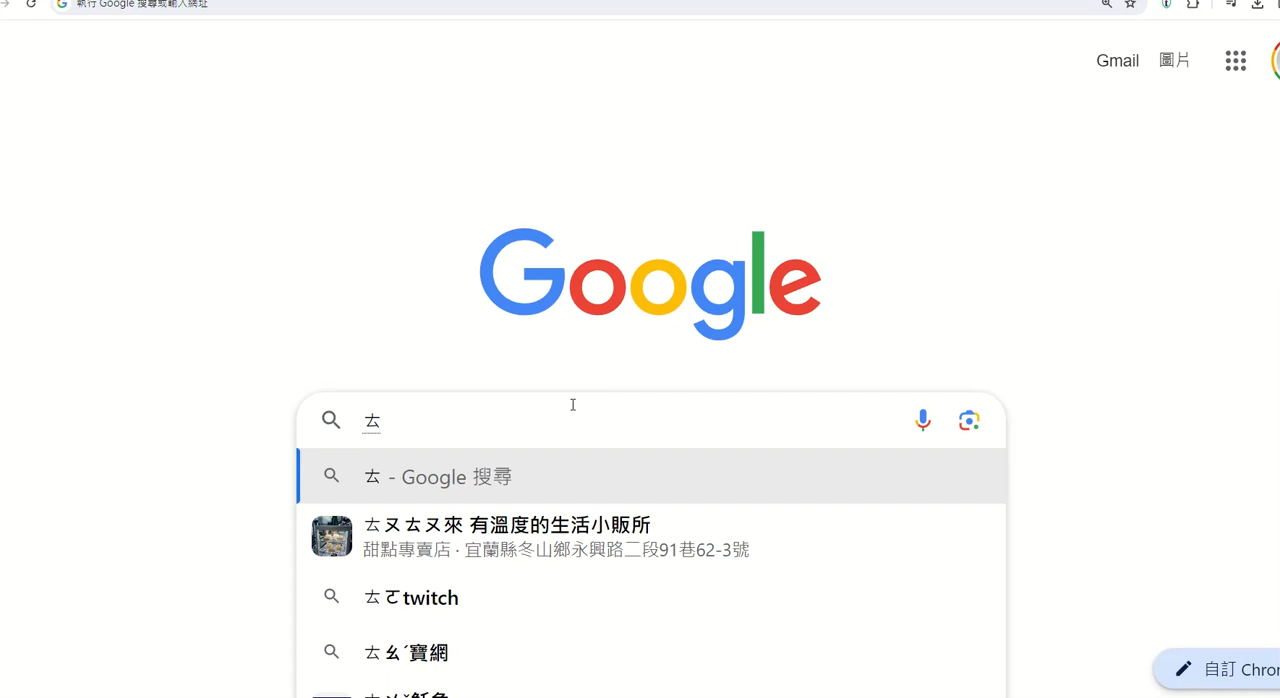 執行 Google 搜尋或輸入網址
Gmail 圖片
Google
ㄊ
ㄊ - Google 搜尋
ㄊㄡㄊㄡ來 有溫度的生活小販所
甜點專賣店 · 宜蘭縣冬山鄉永興路二段91巷62-3號
ㄊㄛtwitch
ㄊㄠˊ寶網
自訂 Chro